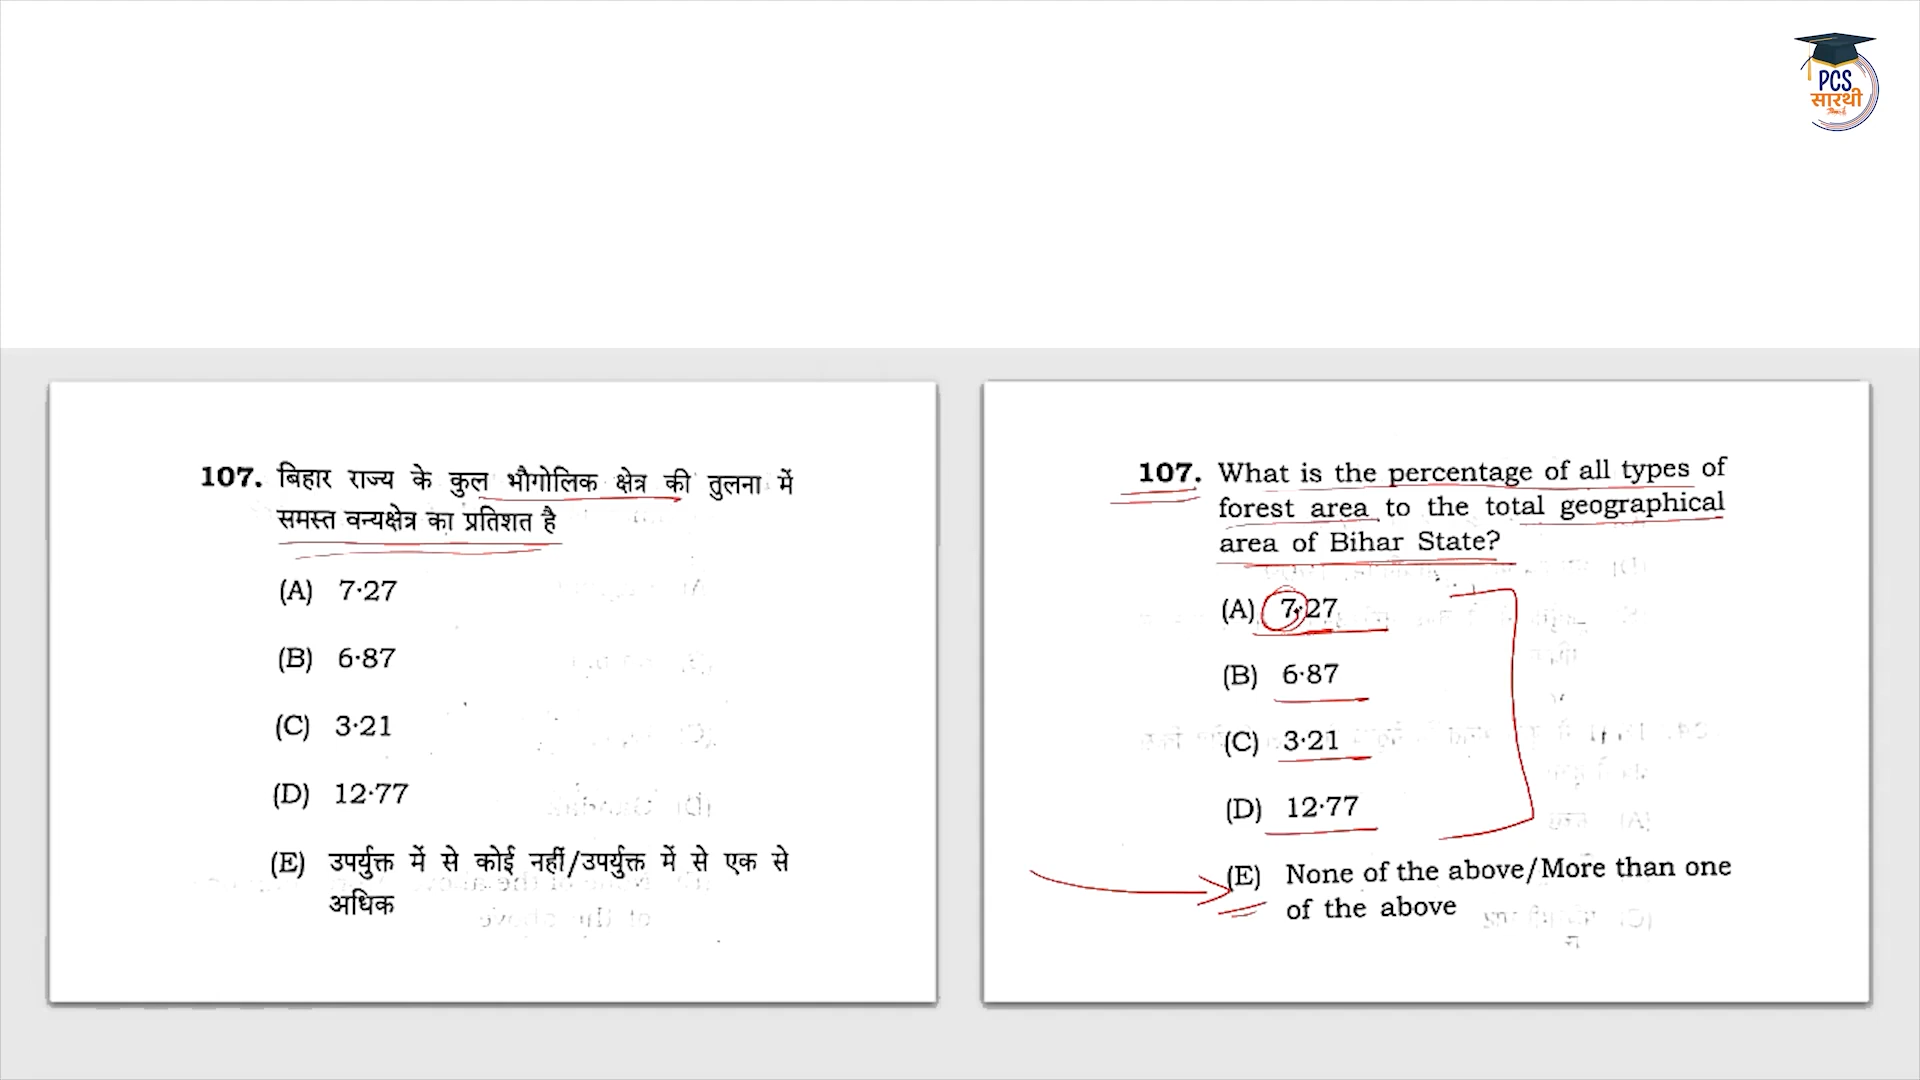 PCS
सारथी
107. बिहार राज्य के कुल भौगोलिक क्षेत्र की तुलना में
समस्त वन्यक्षेत्र का प्रतिशत है
(A) 7·27
(B) 6·87
(C) 3·21
(D) 12·77
(E) उपर्युक्त में से कोई नहीं/उपर्युक्त में से एक से
अधिक
107. What is the percentage of all types of
forest area to the total geographical
area of Bihar State?
(A) 7·27
(B) 6·87
(C) 3·21
(D) 12·77
(E) None of the above/More than one
of the above